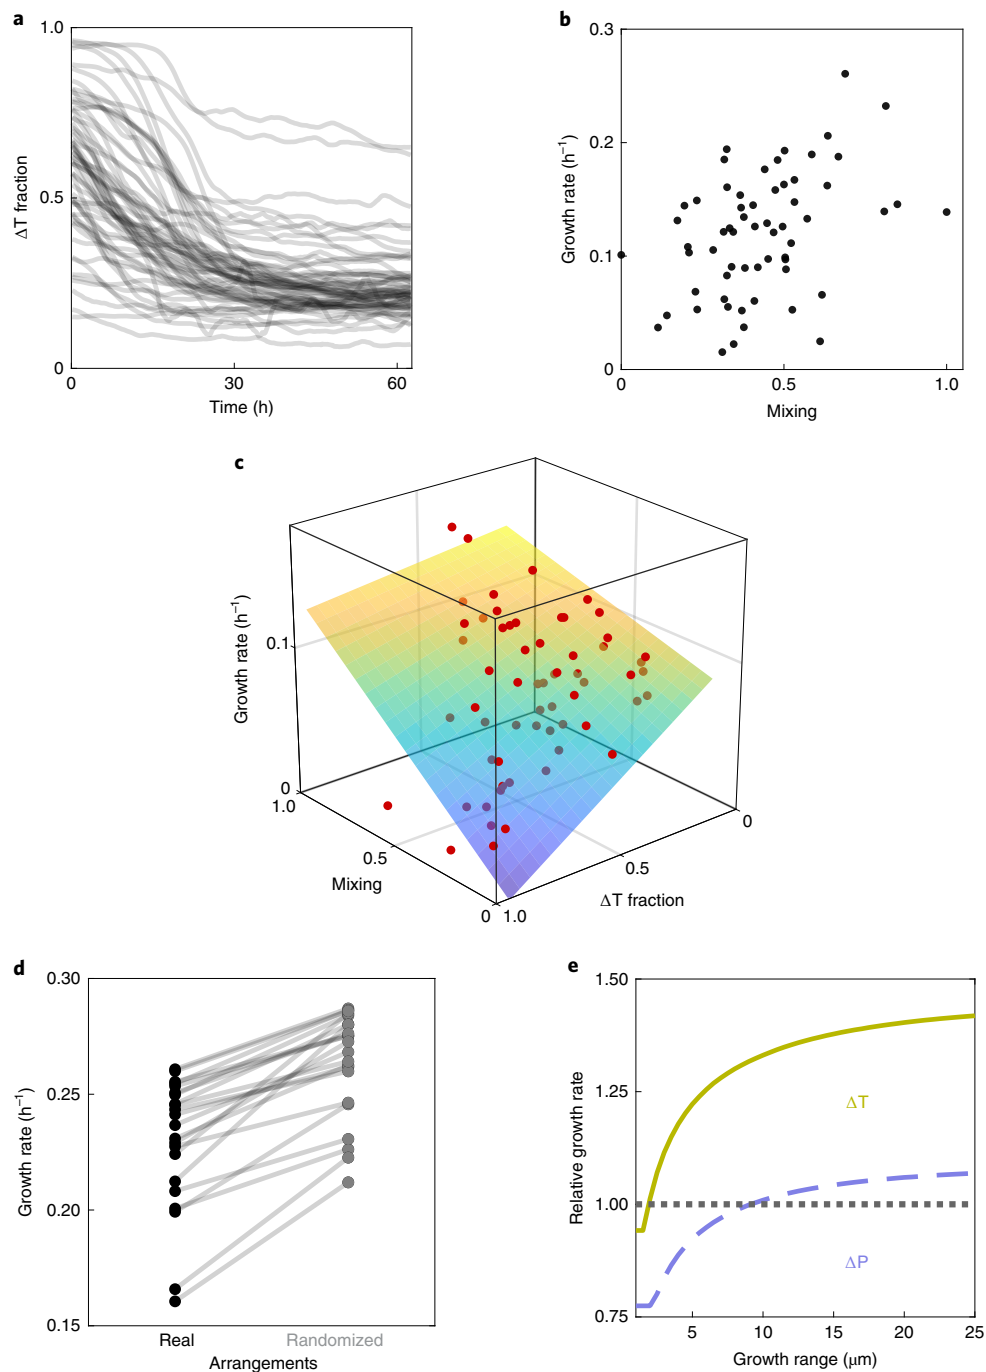 a
1.0
0.5
0
ΔT fraction
0
30
60
Time (h)
b
0.3
0.2
0.1
0
Growth rate (h⁻¹)
0
0.5
1.0
Mixing
c
Growth rate (h⁻¹)
0.1
0
1.0
0.5
0
Mixing
1.0
0.5
0
ΔT fraction
d
0.30
0.25
0.20
0.15
Growth rate (h⁻¹)
Real
Randomized
Arrangements
e
1.50
1.25
1.00
0.75
Relative growth rate
ΔT
ΔP
5
10
15
20
25
Growth range (μm)